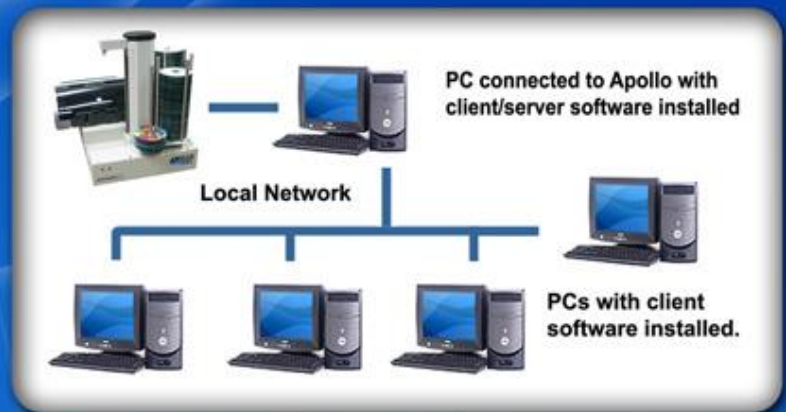 PC connected to Apollo with
client/server software installed
Local Network
PCs with client
software installed.